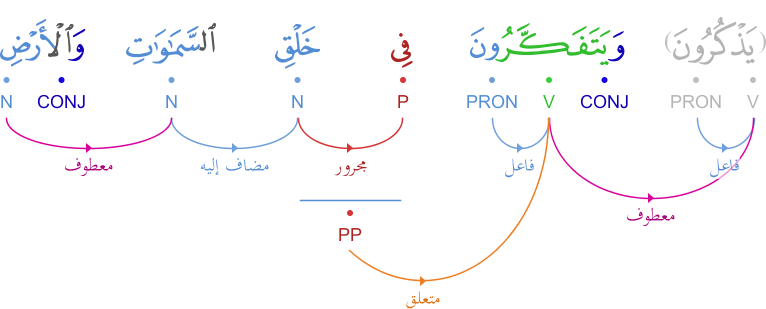 (يَذْكُرُونَ) وَيَتَفَكَّرُونَ فِى خَلْقِ ٱلسَّمَـٰوَٰتِ وَٱلْأَرْضِ
V PRON CONJ V PRON P N N CONJ N
فاعل فاعل مجرور مضاف إليه معطوف
معطوف
PP
متعلق